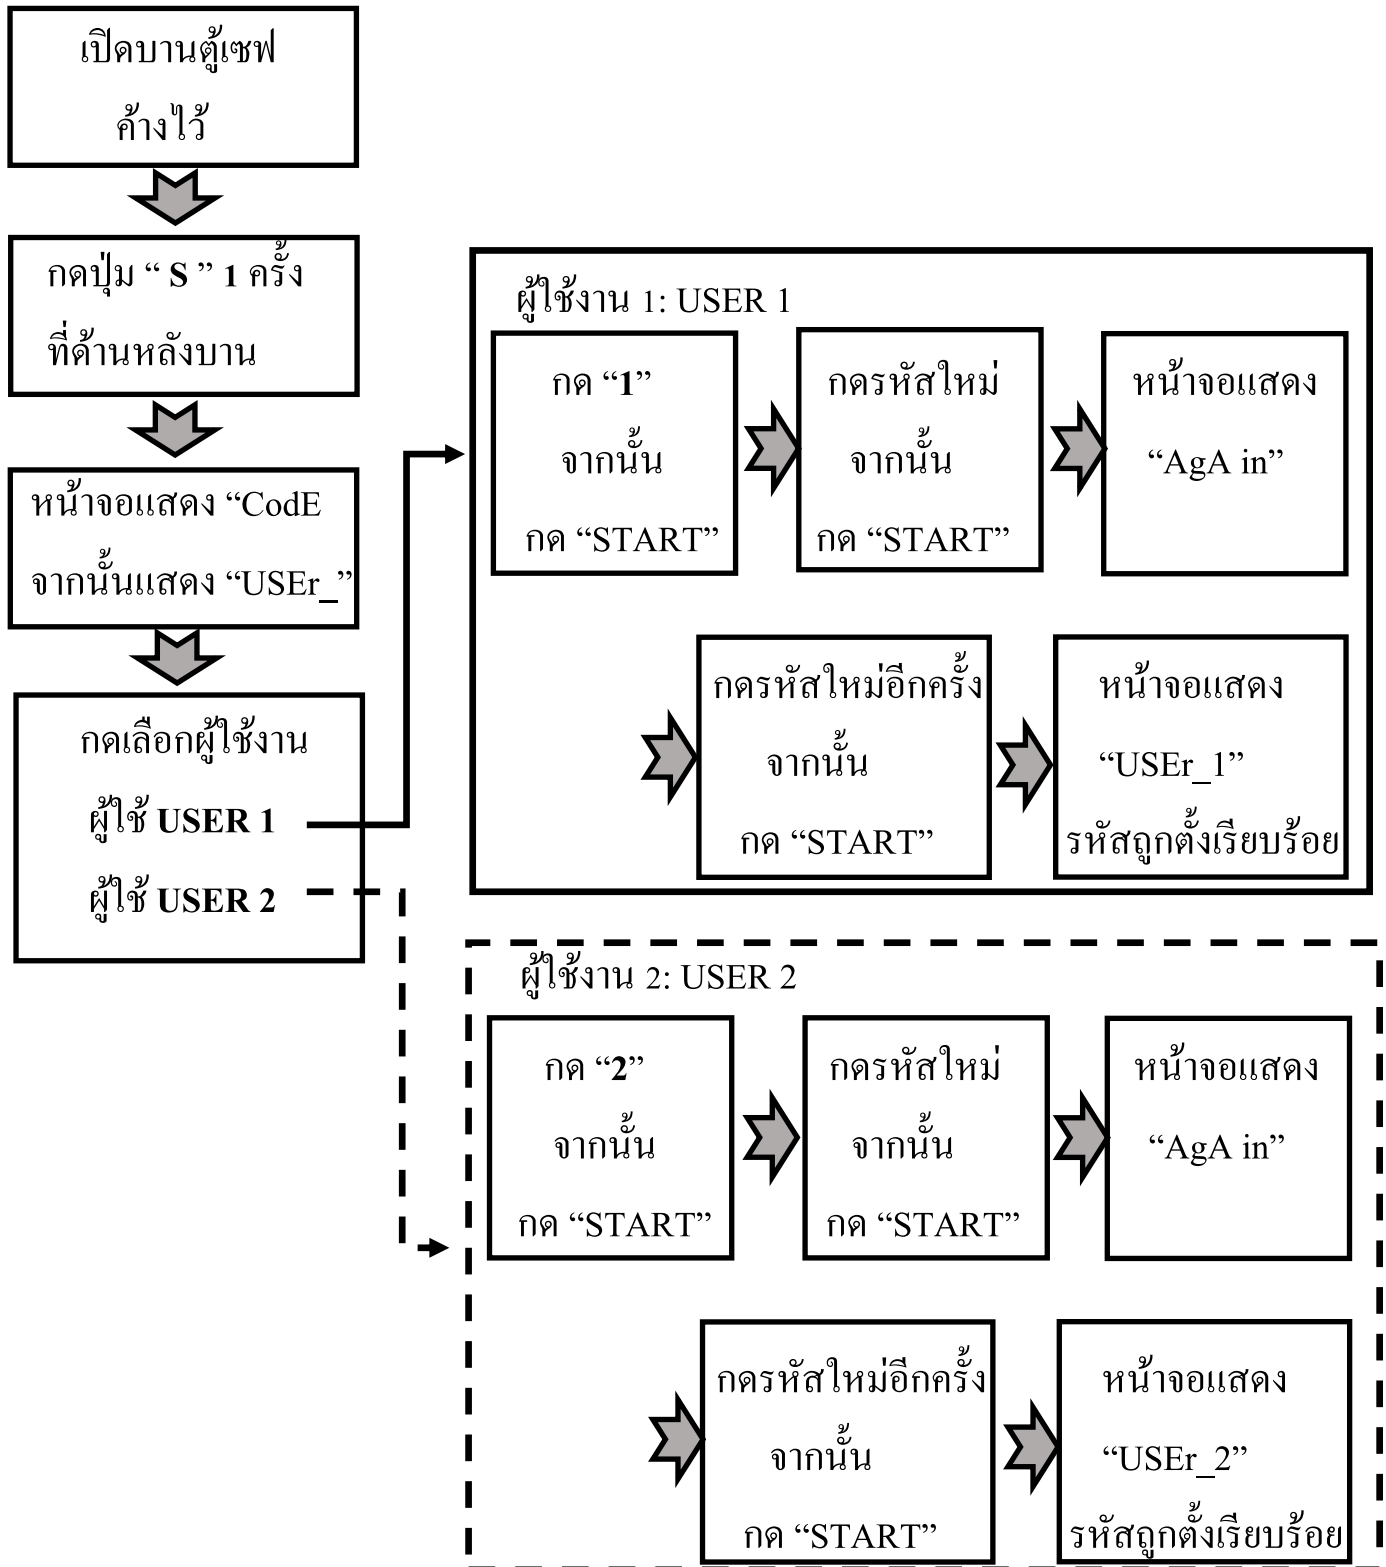 เปิดบานตู้เซฟ
ค้างไว้
กดปุ่ม “ S ” 1 ครั้ง
ที่ด้านหลังบาน
หน้าจอแสดง “CodE
จากนั้นแสดง “USEr_”
กดเลือกผู้ใช้งาน
ผู้ใช้ USER 1
ผู้ใช้ USER 2
ผู้ใช้งาน 1: USER 1
กด “1”
จากนั้น
กด “START”
กดรหัสใหม่
จากนั้น
กด “START”
หน้าจอแสดง
“AgA in”
กดรหัสใหม่อีกครั้ง
จากนั้น
กด “START”
หน้าจอแสดง
“USEr_1”
รหัสถูกตั้งเรียบร้อย
ผู้ใช้งาน 2: USER 2
กด “2”
จากนั้น
กด “START”
กดรหัสใหม่
จากนั้น
กด “START”
หน้าจอแสดง
“AgA in”
กดรหัสใหม่อีกครั้ง
จากนั้น
กด “START”
หน้าจอแสดง
“USEr_2”
รหัสถูกตั้งเรียบร้อย